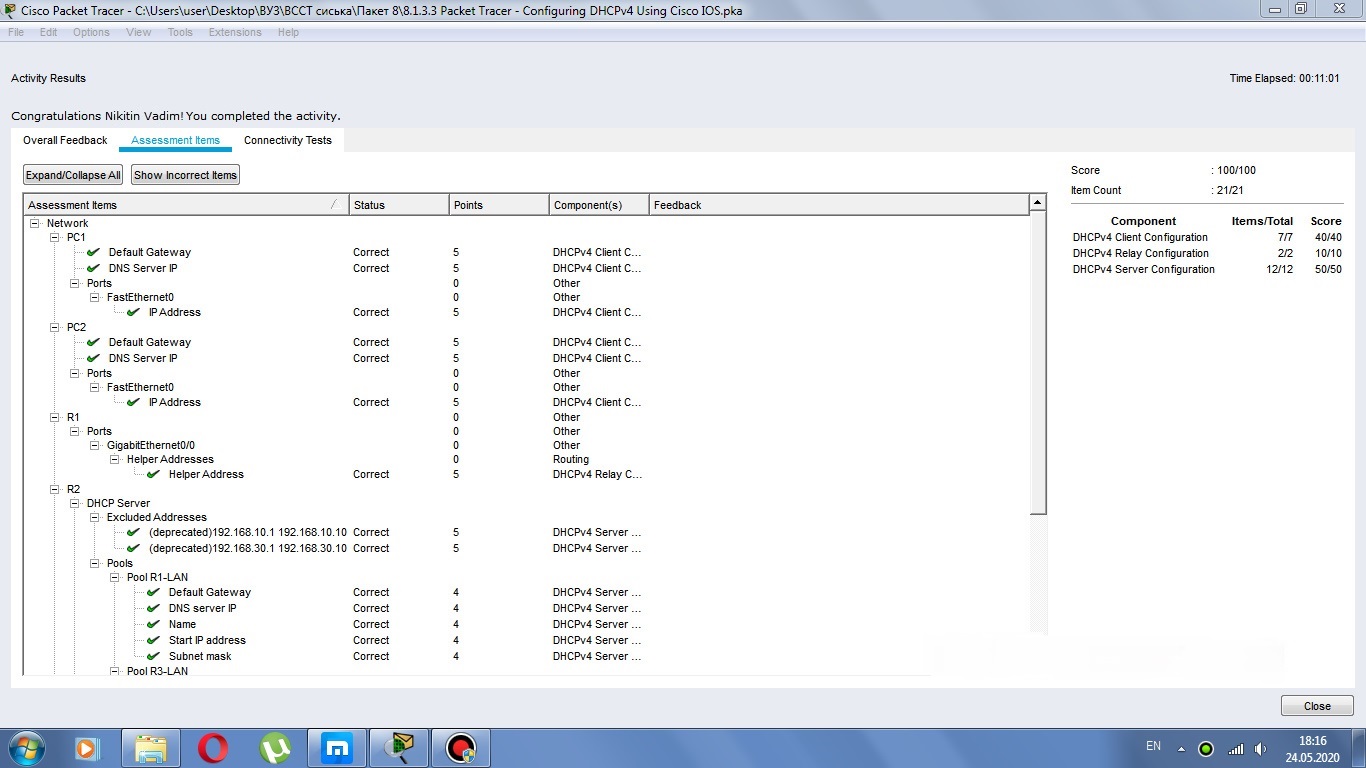 Cisco Packet Tracer - C:\Users\user\Desktop\ВУЗ\ВССТ сиська\Пакет 8\8.1.3.3 Packet Tracer - Configuring DHCPv4 Using Cisco IOS.pka
File Edit Options View Tools Extensions Help
Activity Results
Time Elapsed: 00:11:01
Congratulations Nikitin Vadim! You completed the activity.
Overall Feedback Assessment Items Connectivity Tests
Expand/Collapse All Show Incorrect Items
Assessment Items Status Points Component(s) Feedback
Network
PC1
Default Gateway Correct 5 DHCPv4 Client C...
DNS Server IP Correct 5 DHCPv4 Client C...
Ports 0 Other
FastEthernet0 0 Other
IP Address Correct 5 DHCPv4 Client C...
PC2
Default Gateway Correct 5 DHCPv4 Client C...
DNS Server IP Correct 5 DHCPv4 Client C...
Ports 0 Other
FastEthernet0 0 Other
IP Address Correct 5 DHCPv4 Client C...
R1 0 Other
Ports 0 Other
GigabitEthernet0/0 0 Other
Helper Addresses 0 Routing
Helper Address Correct 5 DHCPv4 Relay C...
R2
DHCP Server
Excluded Addresses
(deprecated)192.168.10.1 192.168.10.10 Correct 5 DHCPv4 Server ...
(deprecated)192.168.30.1 192.168.30.10 Correct 5 DHCPv4 Server ...
Pools
Pool R1-LAN
Default Gateway Correct 4 DHCPv4 Server ...
DNS server IP Correct 4 DHCPv4 Server ...
Name Correct 4 DHCPv4 Server ...
Start IP address Correct 4 DHCPv4 Server ...
Subnet mask Correct 4 DHCPv4 Server ...
Pool R3-LAN
Score : 100/100
Item Count : 21/21
Component Items/Total Score
DHCPv4 Client Configuration 7/7 40/40
DHCPv4 Relay Configuration 2/2 10/10
DHCPv4 Server Configuration 12/12 50/50
Close
EN
18:16
24.05.2020